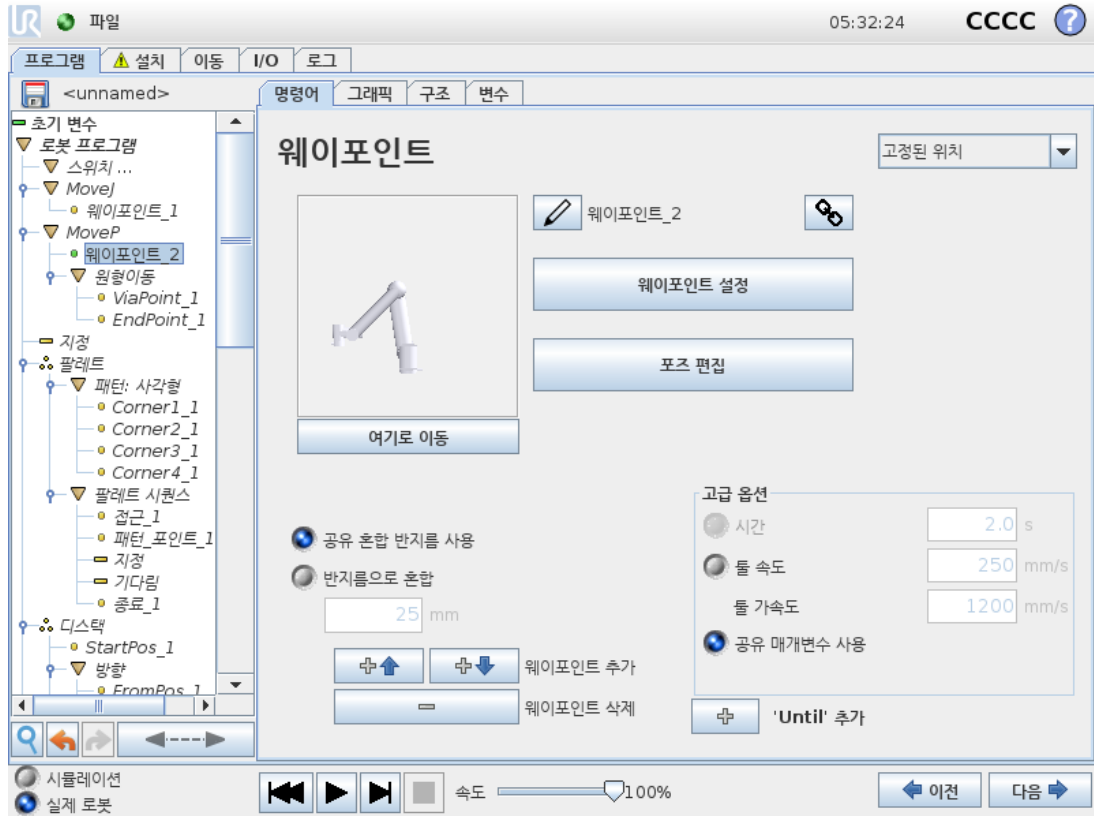 UR 파일 05:32:24 CCCC ?
프로그램 설치 이동 I/O 로그
<unnamed>
명령어 그래픽 구조 변수
초기 변수
로봇 프로그램
스위치 ...
MoveJ
웨이포인트_1
MoveP
웨이포인트_2
원형이동
ViaPoint_1
EndPoint_1
지정
팔레트
패턴: 사각형
Corner1_1
Corner2_1
Corner3_1
Corner4_1
팔레트 시퀀스
접근_1
패턴_포인트_1
지정
기다림
종료_1
디스택
StartPos_1
방향
FromPos_1
웨이포인트
고정된 위치
웨이포인트_2
웨이포인트 설정
포즈 편집
여기로 이동
공유 혼합 반지름 사용
반지름으로 혼합
25 mm
웨이포인트 추가
웨이포인트 삭제
고급 옵션
시간 2.0 s
툴 속도 250 mm/s
툴 가속도 1200 mm/s
공유 매개변수 사용
'Until' 추가
시뮬레이션
실제 로봇
속도 100%
이전 다음